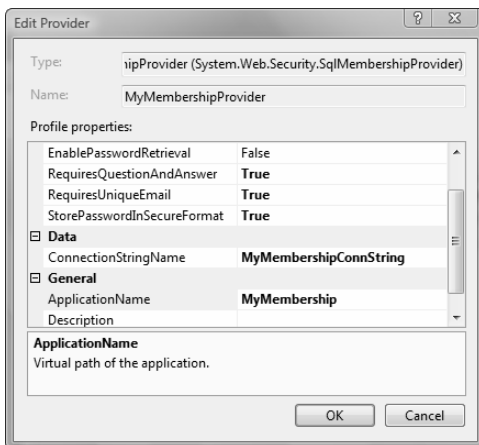 Edit Provider
Type: ipProvider (System.Web.Security.SqlMembershipProvider)
Name: MyMembershipProvider
Profile properties:
EnablePasswordRetrieval False
RequiresQuestionAndAnswer True
RequiresUniqueEmail True
StorePasswordInSecureFormat True
Data
ConnectionStringName MyMembershipConnString
General
ApplicationName MyMembership
Description
ApplicationName
Virtual path of the application.
OK Cancel